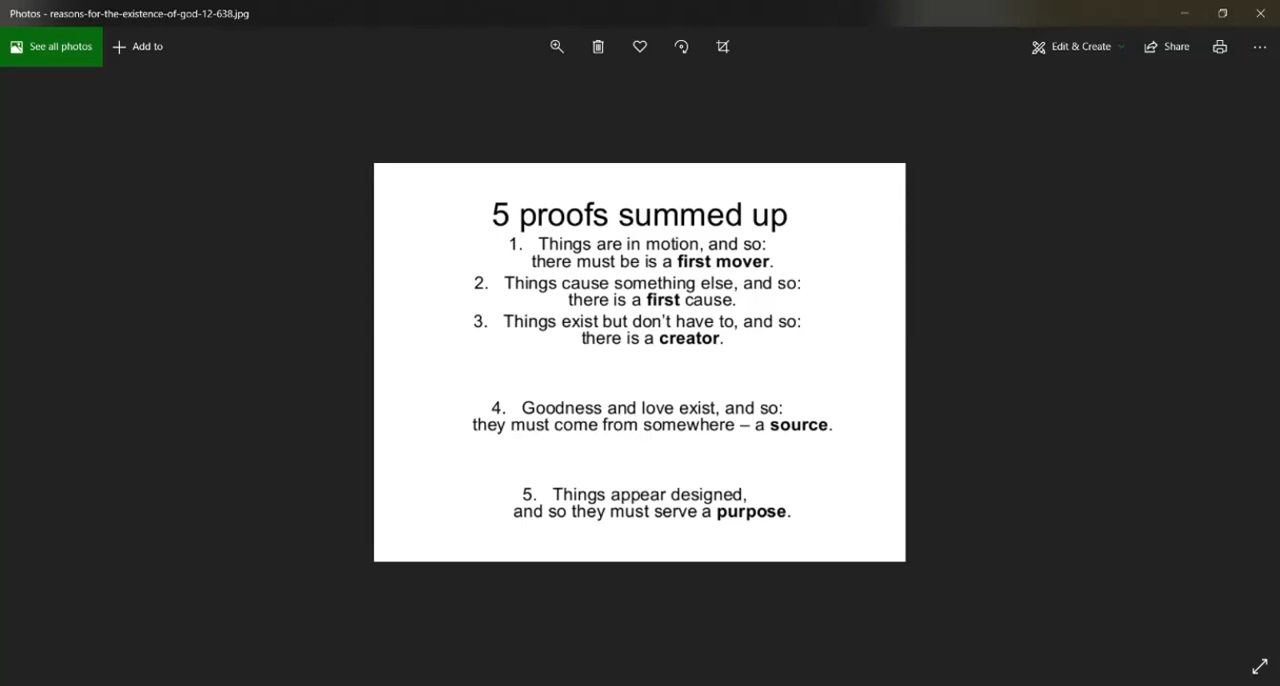 Photos - reasons-for-the-existence-of-god-12-638.jpg
See all photos
Add to
Edit & Create
Share
5 proofs summed up
1. Things are in motion, and so:
there must be is a first mover.
2. Things cause something else, and so:
there is a first cause.
3. Things exist but don’t have to, and so:
there is a creator.
4. Goodness and love exist, and so:
they must come from somewhere – a source.
5. Things appear designed,
and so they must serve a purpose.